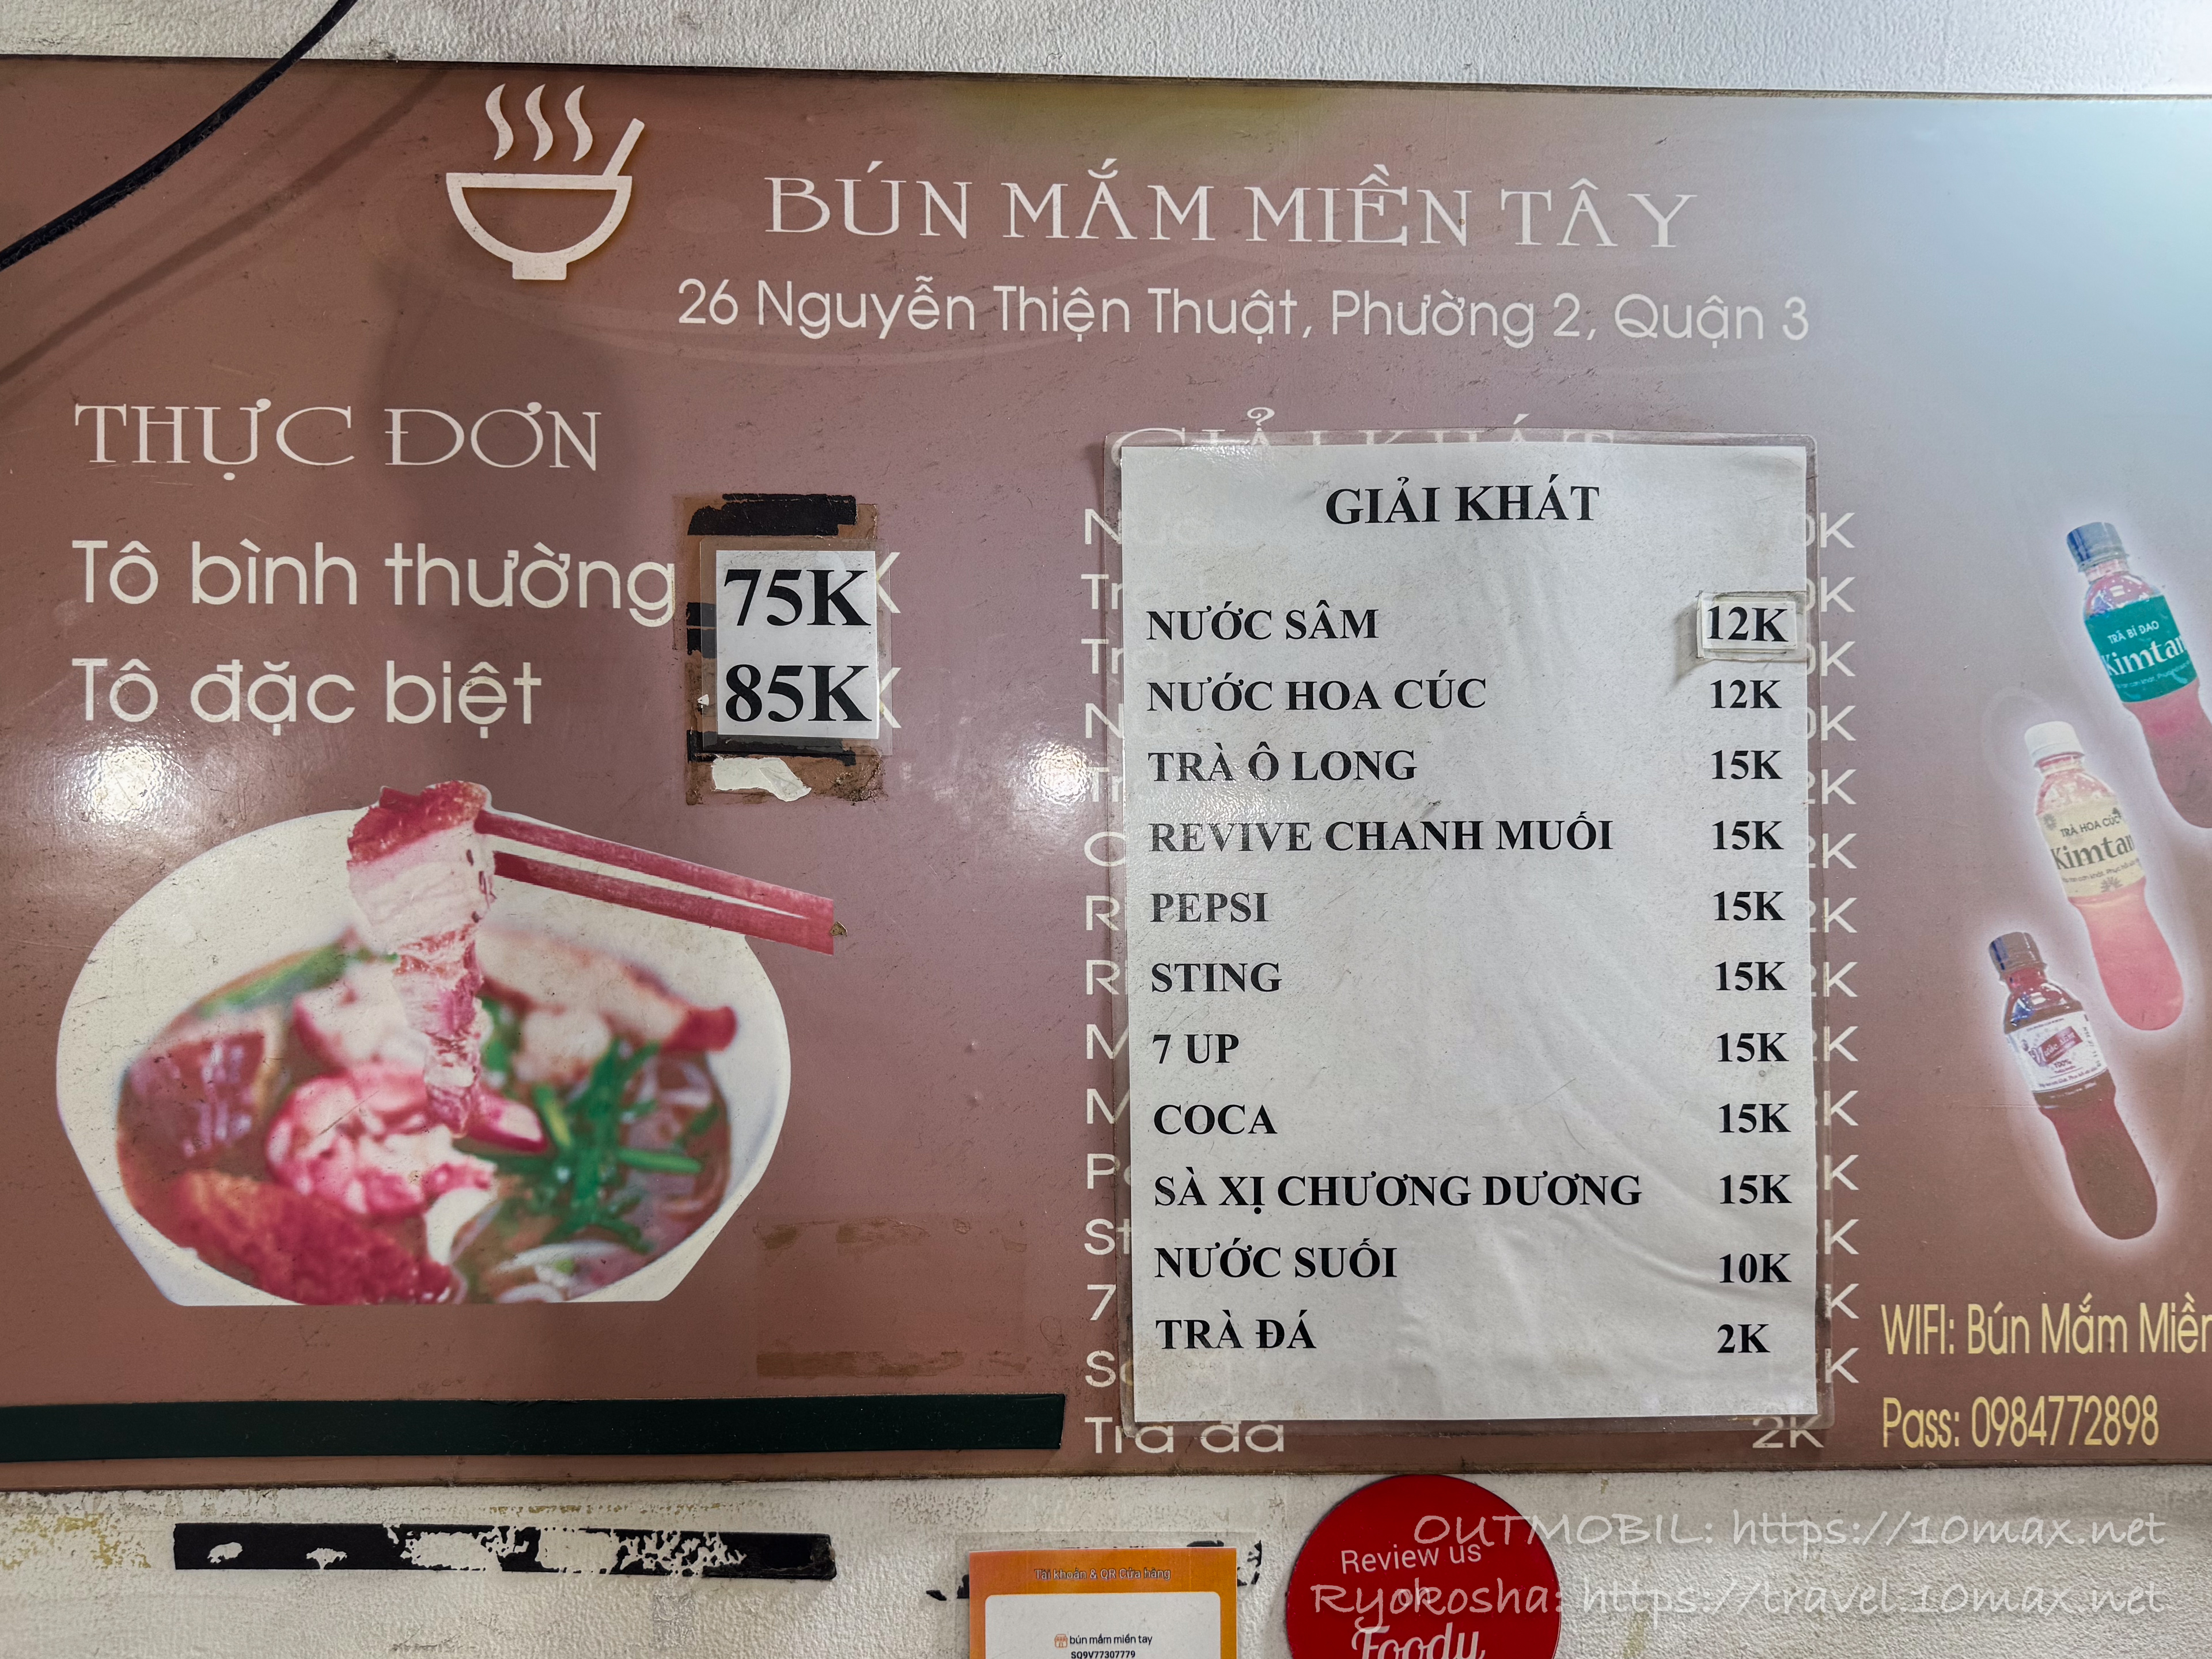 BÚN MẮM MIỀN TÂY
26 Nguyễn Thiện Thuật, Phường 2, Quận 3
THỰC ĐƠN
Tô bình thường 75K
Tô đặc biệt 85K
GIẢI KHÁT
GIẢI KHÁT
NƯỚC SÂM 12K
NƯỚC HOA CÚC 12K
TRÀ Ô LONG 15K
REVIVE CHANH MUỐI 15K
PEPSI 15K
STING 15K
7 UP 15K
COCA 15K
SÀ XỊ CHƯƠNG DƯƠNG 15K
NƯỚC SUỐI 10K
TRÀ ĐÁ 2K
Trà đá 2K
TRÀ BÍ ĐAO
Kimtan
TRÀ HOA CÚC
Kimtan
WIFI: Bún Mắm Miền
Pass: 0984772898
Tài khoản & QR Cửa hàng
bún mắm miền tay
SQ9V77307779
Review us
on
Foody
OUTMOBIL: https://10max.net
Ryokosha: https://travel.10max.net